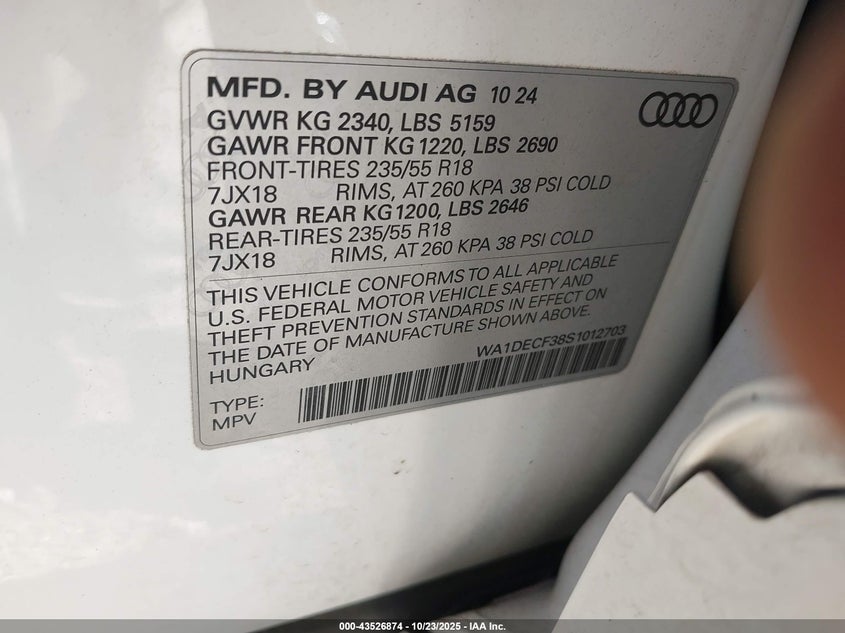 MFD. BY AUDI AG 10 24
GVWR KG 2340, LBS 5159
GAWR FRONT KG 1220, LBS 2690
FRONT-TIRES 235/55 R18
7JX18 RIMS, AT 260 KPA 38 PSI COLD
GAWR REAR KG 1200, LBS 2646
REAR-TIRES 235/55 R18
7JX18 RIMS, AT 260 KPA 38 PSI COLD
THIS VEHICLE CONFORMS TO ALL APPLICABLE
U.S. FEDERAL MOTOR VEHICLE SAFETY AND
THEFT PREVENTION STANDARDS IN EFFECT ON
THE DATE OF MANUFACTURE SHOWN ABOVE.
HUNGARY WA1DECF38S1012703
TYPE:
MPV
000-43526874 - 10/23/2025 - IAA Inc.